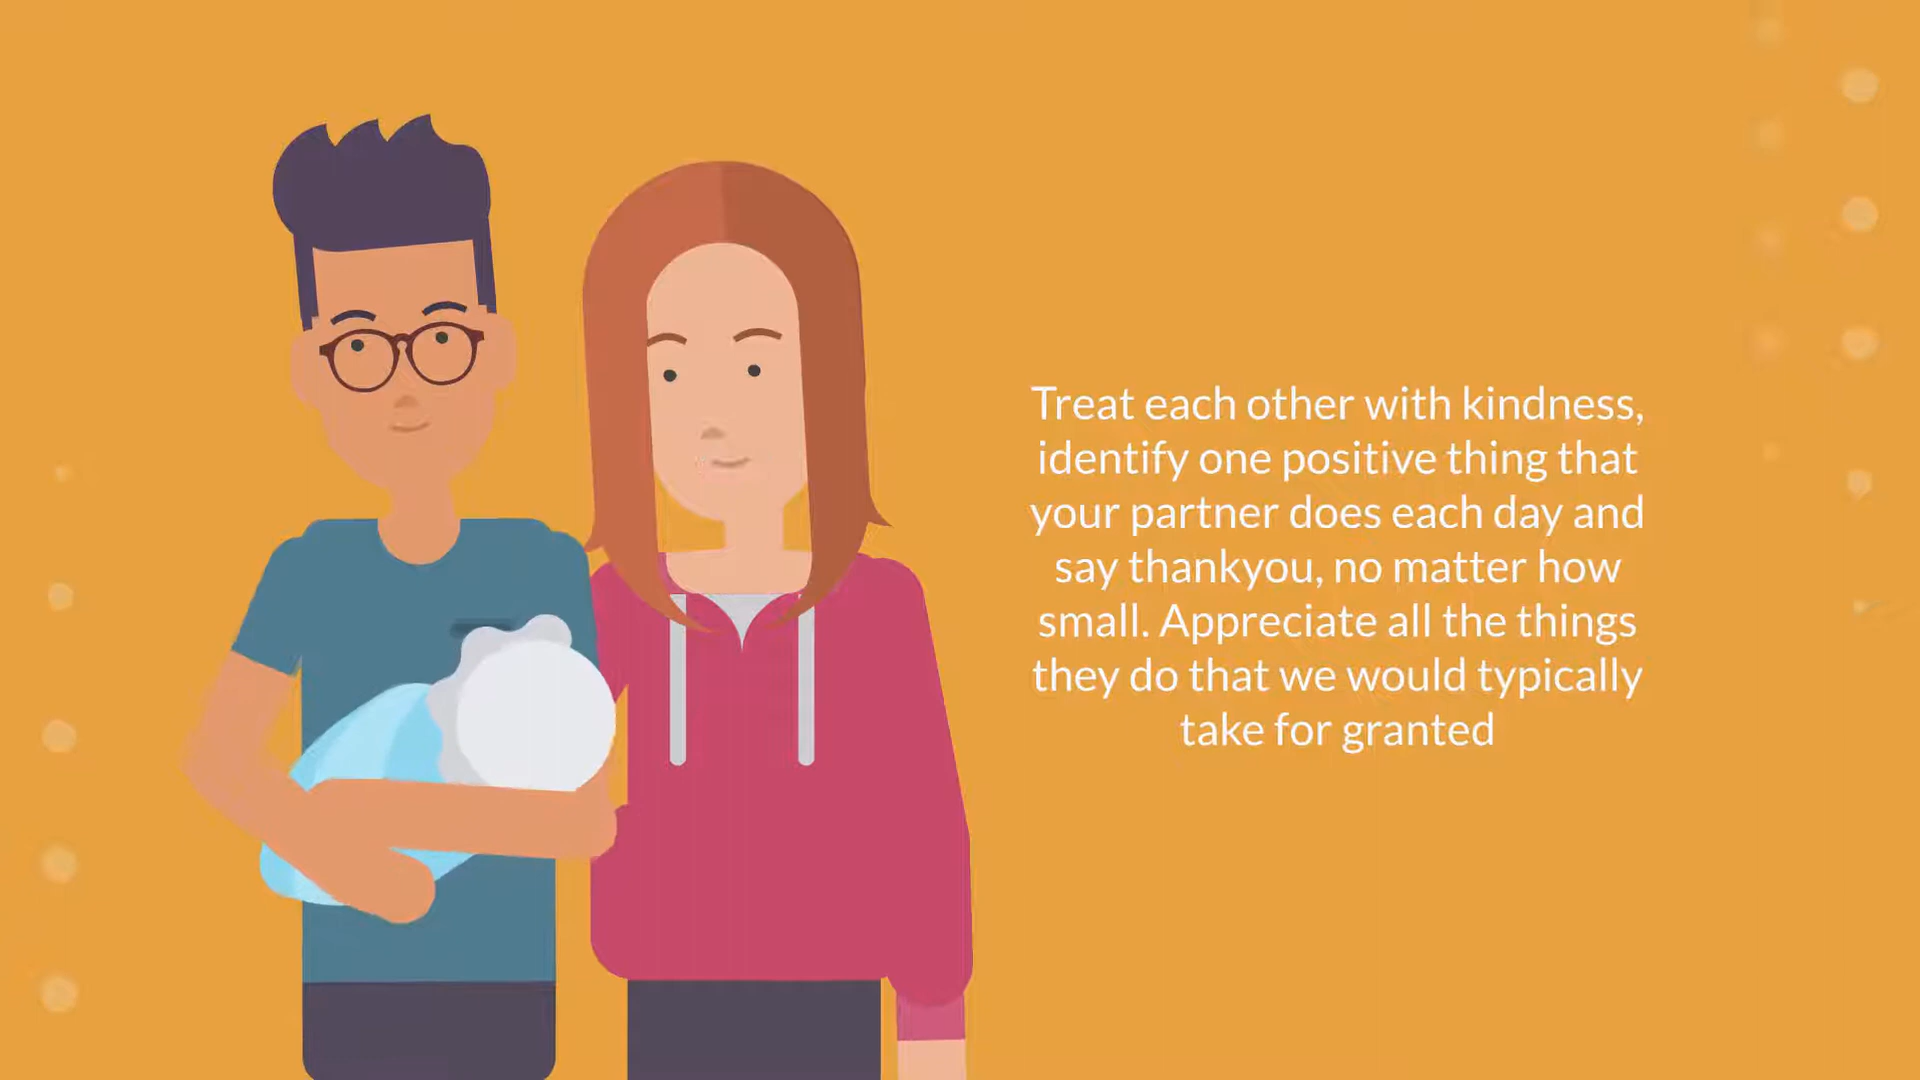 Treat each other with kindness,
identify one positive thing that
your partner does each day and
say thankyou, no matter how
small. Appreciate all the things
they do that we would typically
take for granted